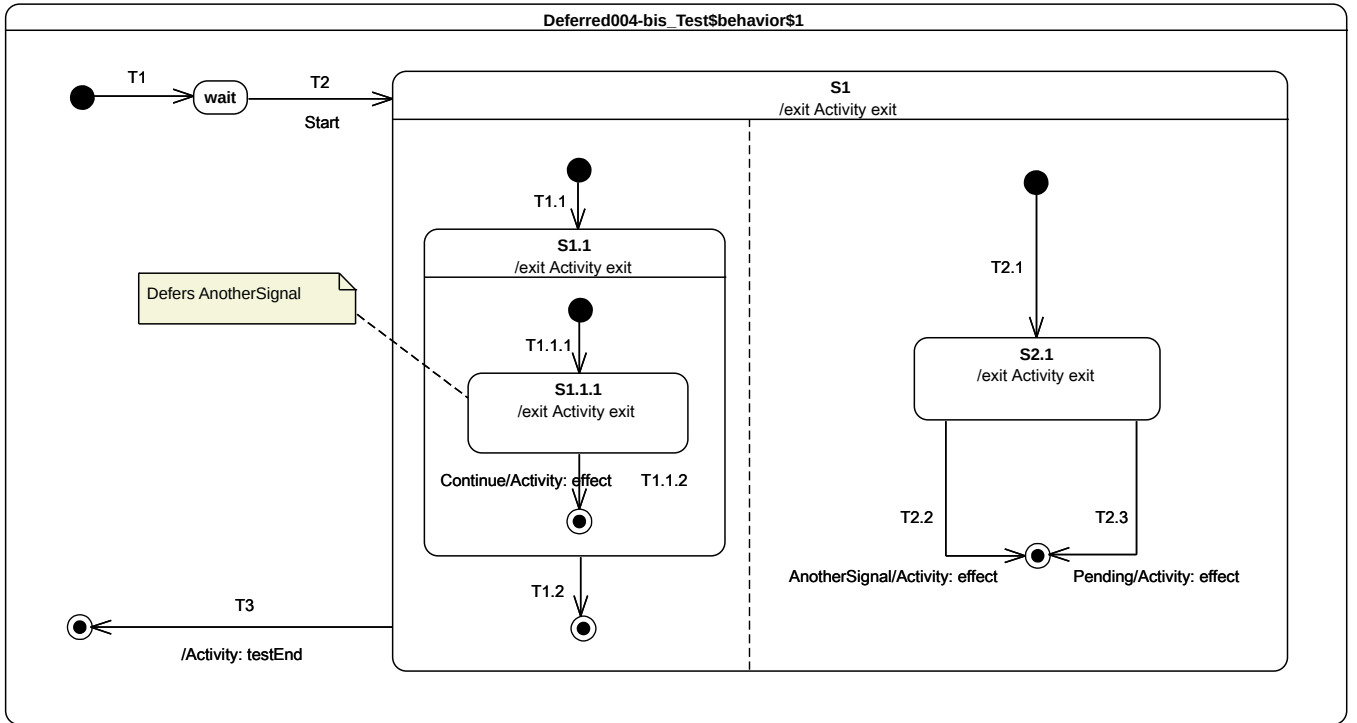 Deferred004-bis_Test$behavior$1
T1
wait
T2
Start
S1
/exit Activity exit
T1.1
S1.1
/exit Activity exit
Defers AnotherSignal
T1.1.1
S1.1.1
/exit Activity exit
Continue/Activity: effect
T1.1.2
T1.2
T2.1
S2.1
/exit Activity exit
T2.2
T2.3
AnotherSignal/Activity: effect
Pending/Activity: effect
T3
/Activity: testEnd